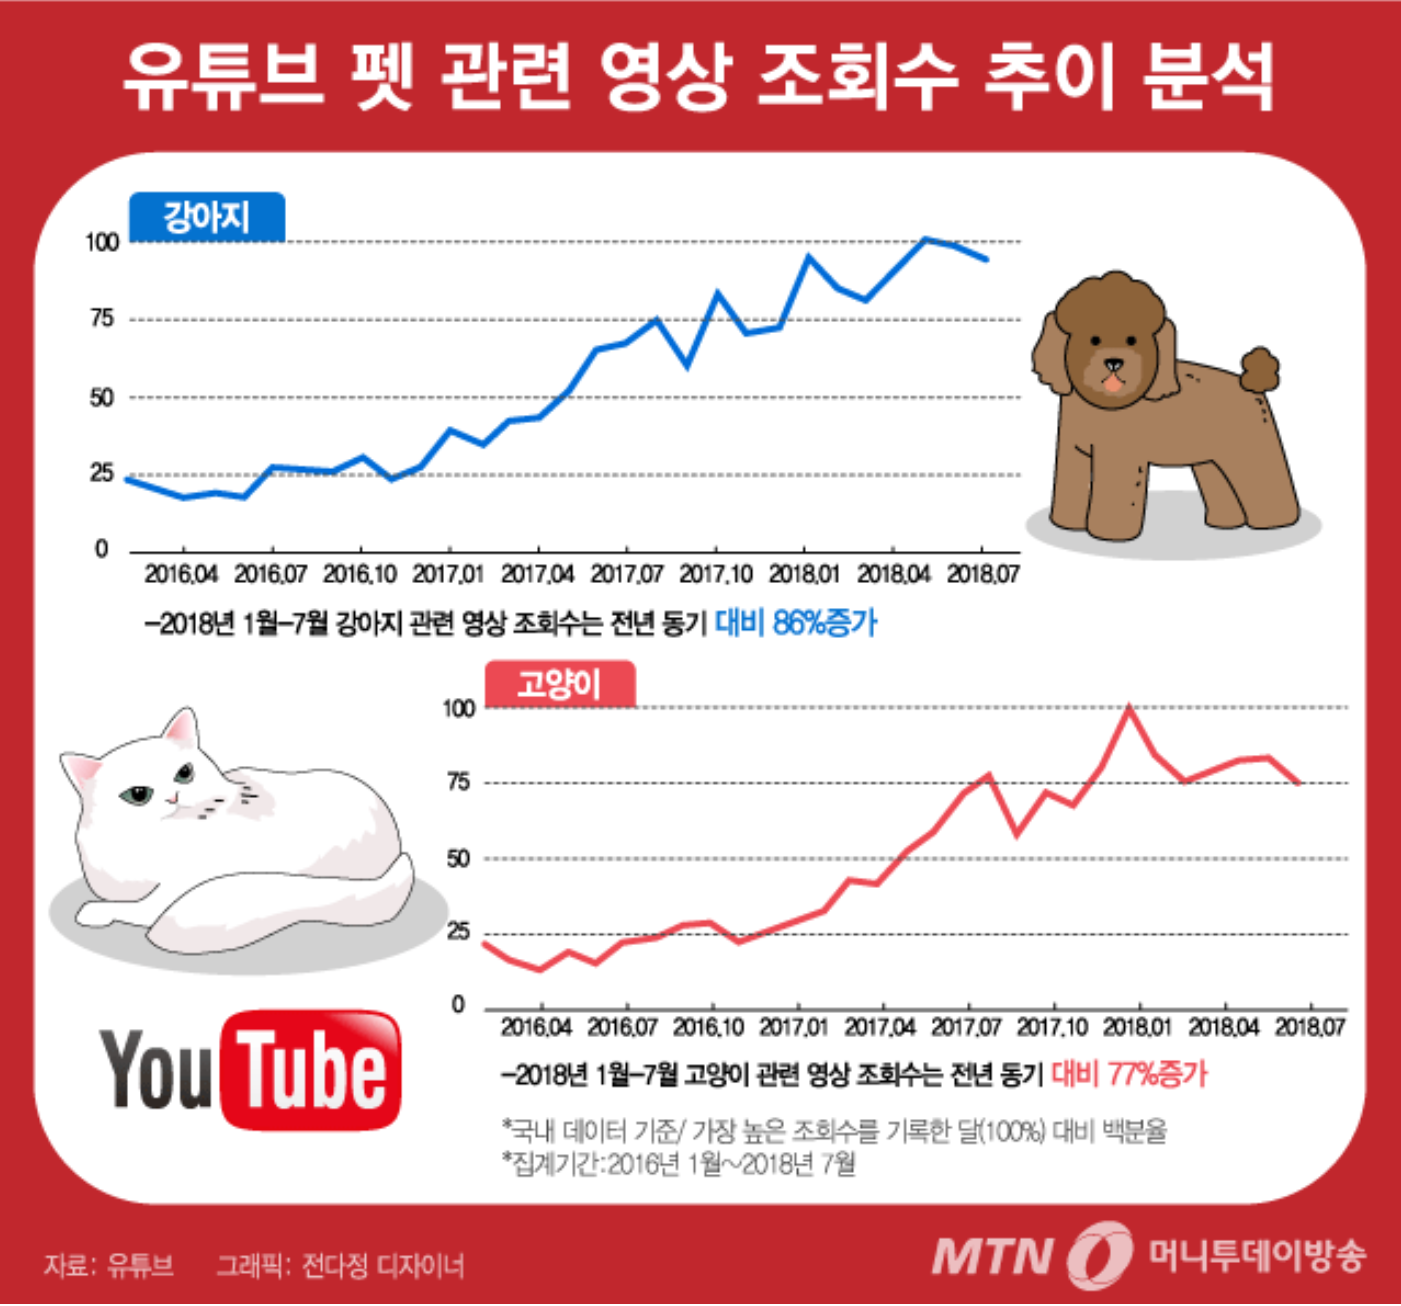 유튜브 펫 관련 영상 조회수 추이 분석
강아지
100
75
50
25
0
2016.04 2016.07 2016.10 2017.01 2017.04 2017.07 2017.10 2018.01 2018.04 2018.07
-2018년 1월-7월 강아지 관련 영상 조회수는 전년 동기 대비 86%증가
고양이
100
75
50
25
0
2016.04 2016.07 2016.10 2017.01 2017.04 2017.07 2017.10 2018.01 2018.04 2018.07
-2018년 1월-7월 고양이 관련 영상 조회수는 전년 동기 대비 77%증가
YouTube
*국내 데이터 기준/ 가장 높은 조회수를 기록한 달(100%) 대비 백분율
*집계기간:2016년 1월~2018년 7월
자료: 유튜브 그래픽: 전다정 디자이너
MTN 머니투데이방송